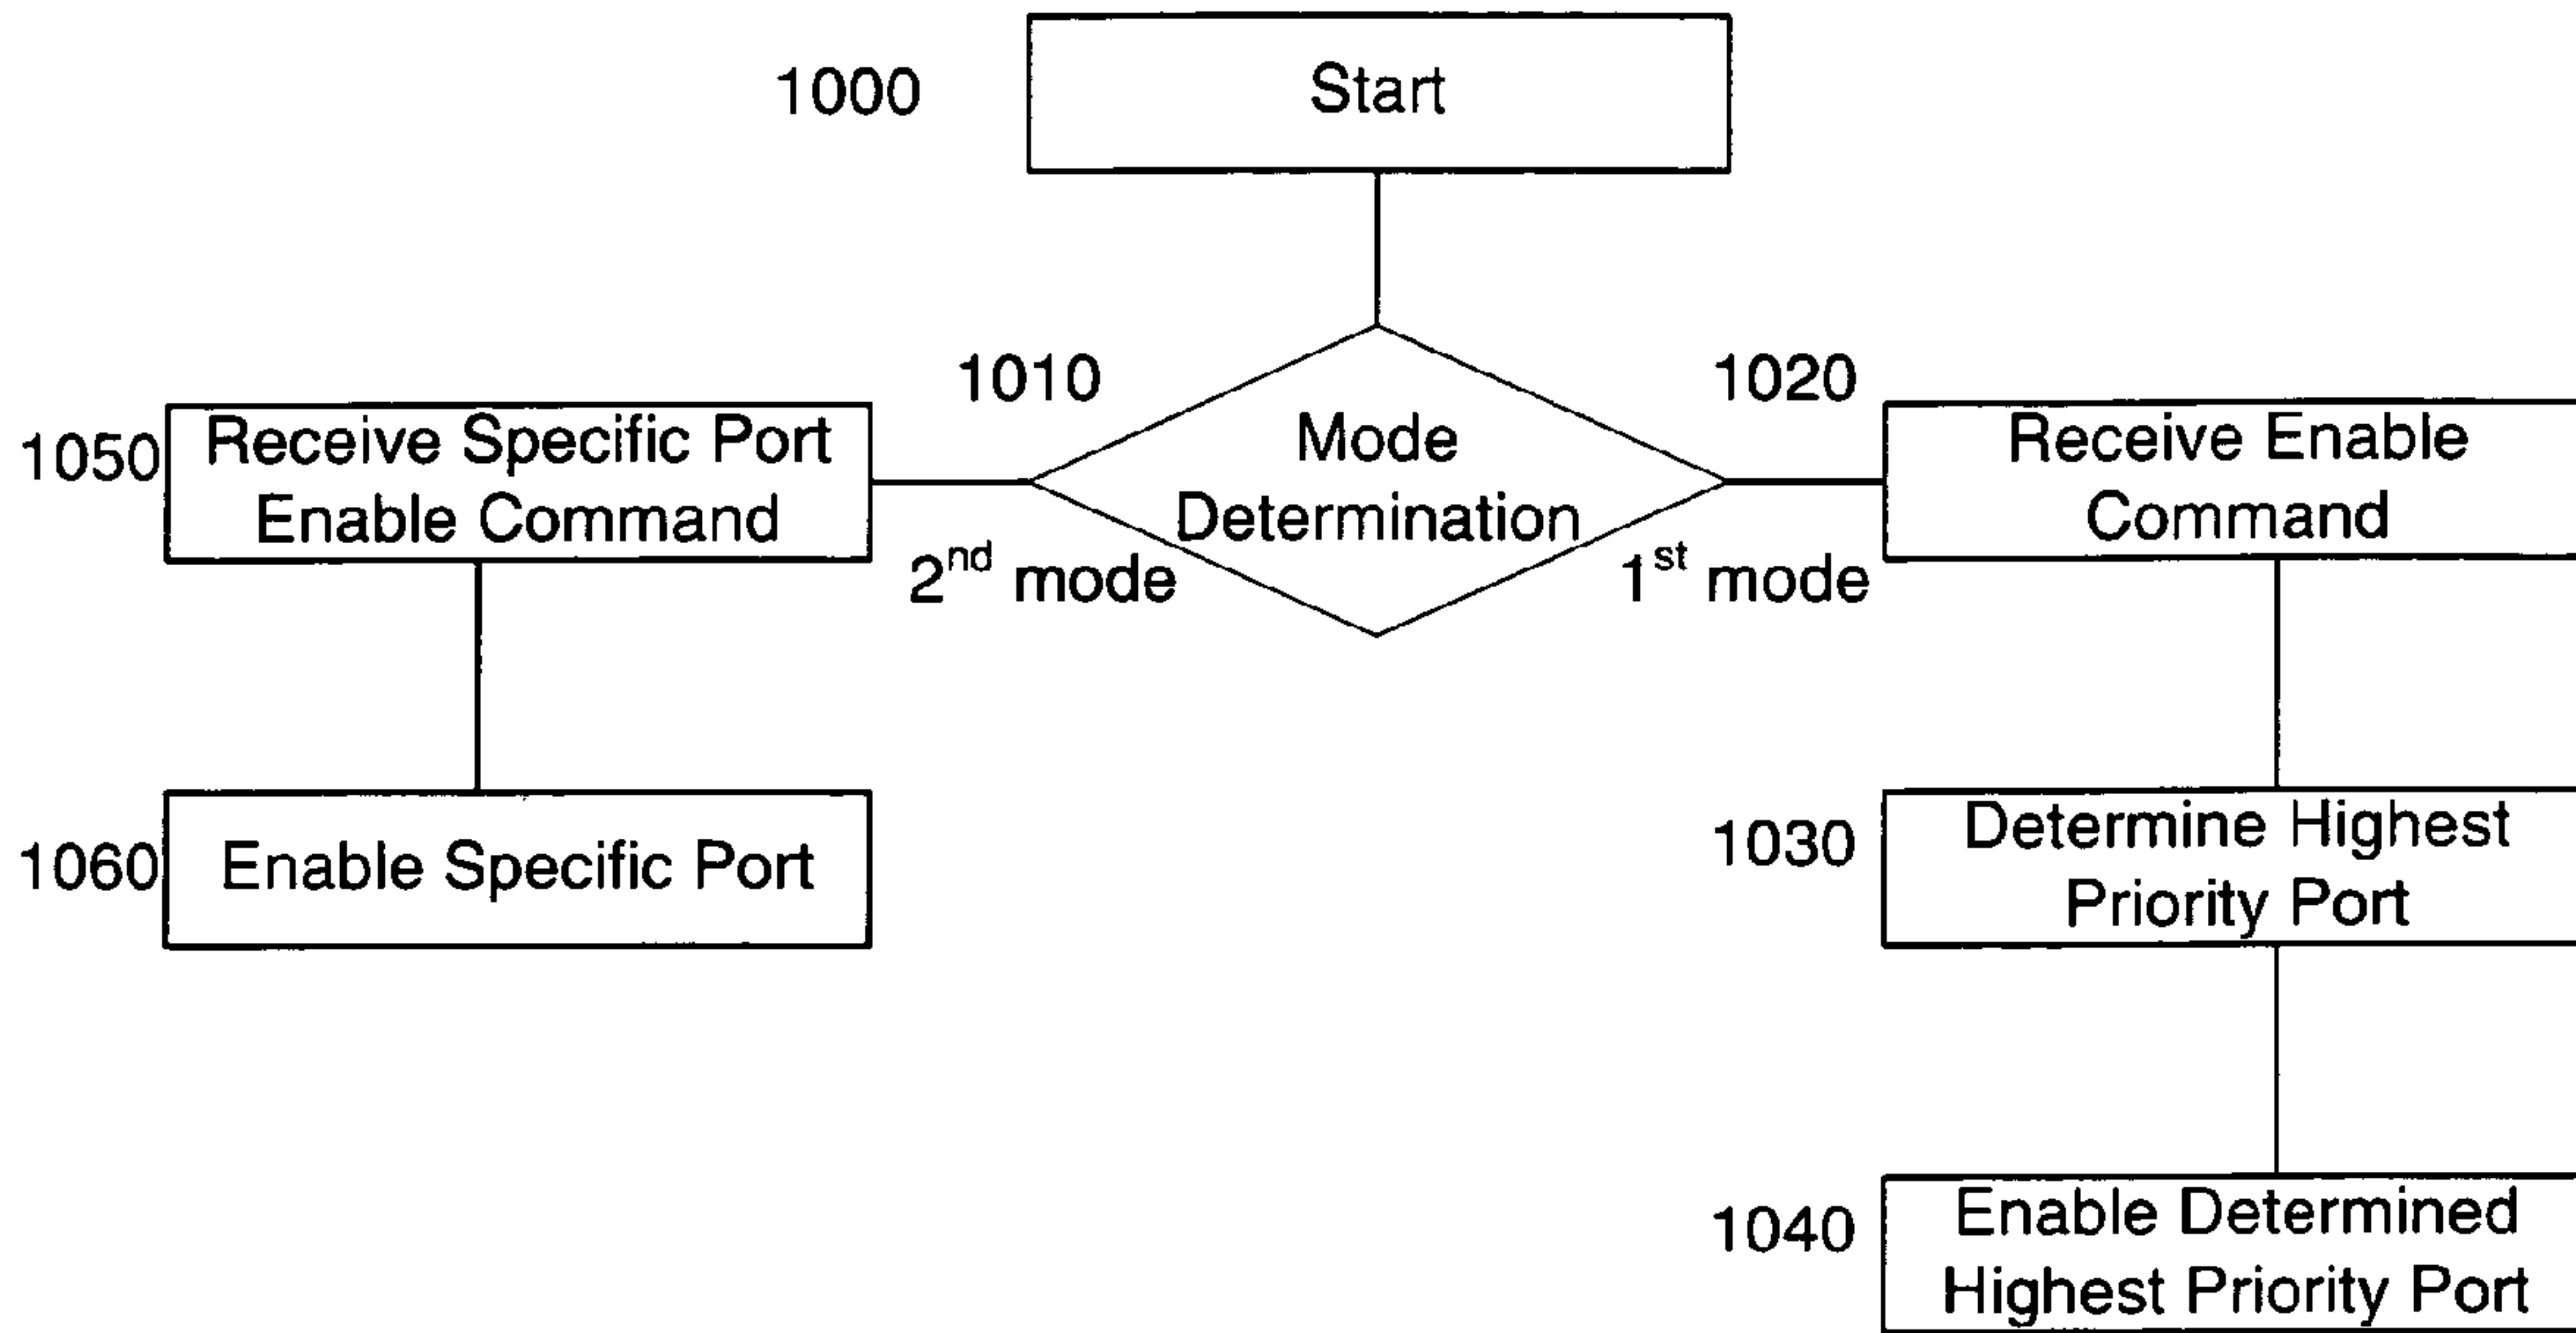 1000
Start
1010
Mode
Determination
2nd mode
1st mode
1020
Receive Enable
Command
1030
Determine Highest
Priority Port
1040
Enable Determined
Highest Priority Port
1050
Receive Specific Port
Enable Command
1060
Enable Specific Port